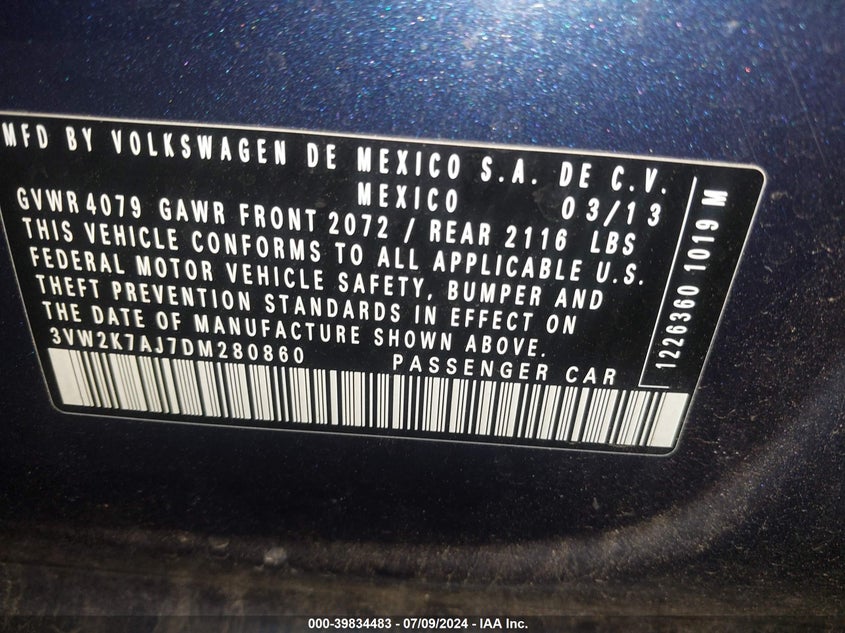 MFD BY VOLKSWAGEN DE MEXICO S.A. DE C.V.
MEXICO 03/13
GVWR 4079 GAWR FRONT 2072 / REAR 2116 LBS
THIS VEHICLE CONFORMS TO ALL APPLICABLE U.S.
FEDERAL MOTOR VEHICLE SAFETY, BUMPER AND
THEFT PREVENTION STANDARDS IN EFFECT ON
THE DATE OF MANUFACTURE SHOWN ABOVE.
3VW2K7AJ7DM280860 PASSENGER CAR
1226360 1019 M
000-39834483 - 07/09/2024 - IAA Inc.